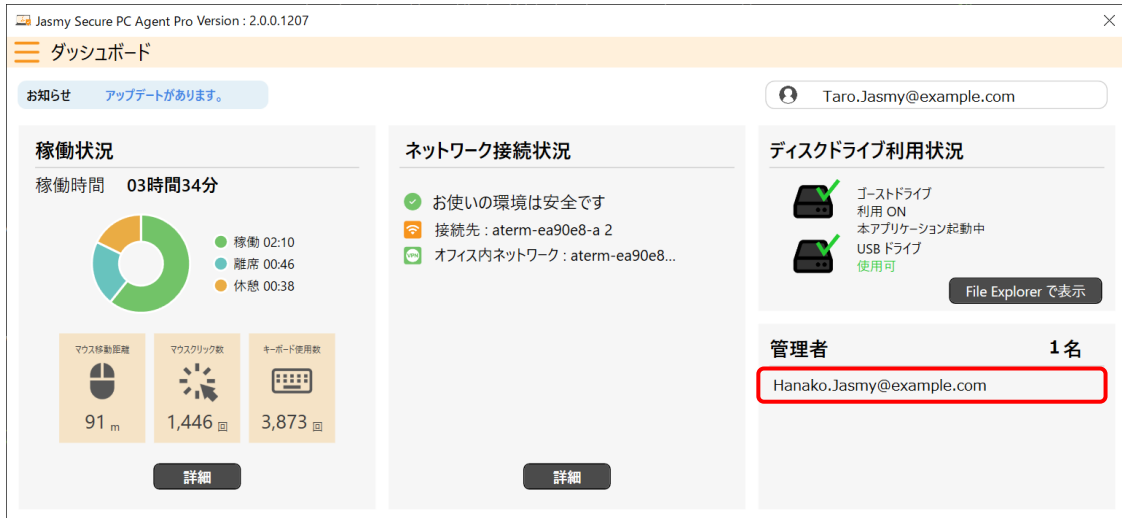 Jasmy Secure PC Agent Pro Version : 2.0.0.1207
ダッシュボード
お知らせ アップデートがあります。
Taro.Jasmy@example.com
稼働状況
稼働時間 03時間34分
稼働 02:10
離席 00:46
休憩 00:38
マウス移動距離
91 m
マウスクリック数
1,446 回
キーボード使用数
3,873 回
詳細
ネットワーク接続状況
お使いの環境は安全です
接続先 : aterm-ea90e8-a 2
VPN
オフィス内ネットワーク : aterm-ea90e8...
詳細
ディスクドライブ利用状況
ゴーストドライブ
利用 ON
本アプリケーション起動中
USB ドライブ
使用可
File Explorer で表示
管理者 1名
Hanako.Jasmy@example.com